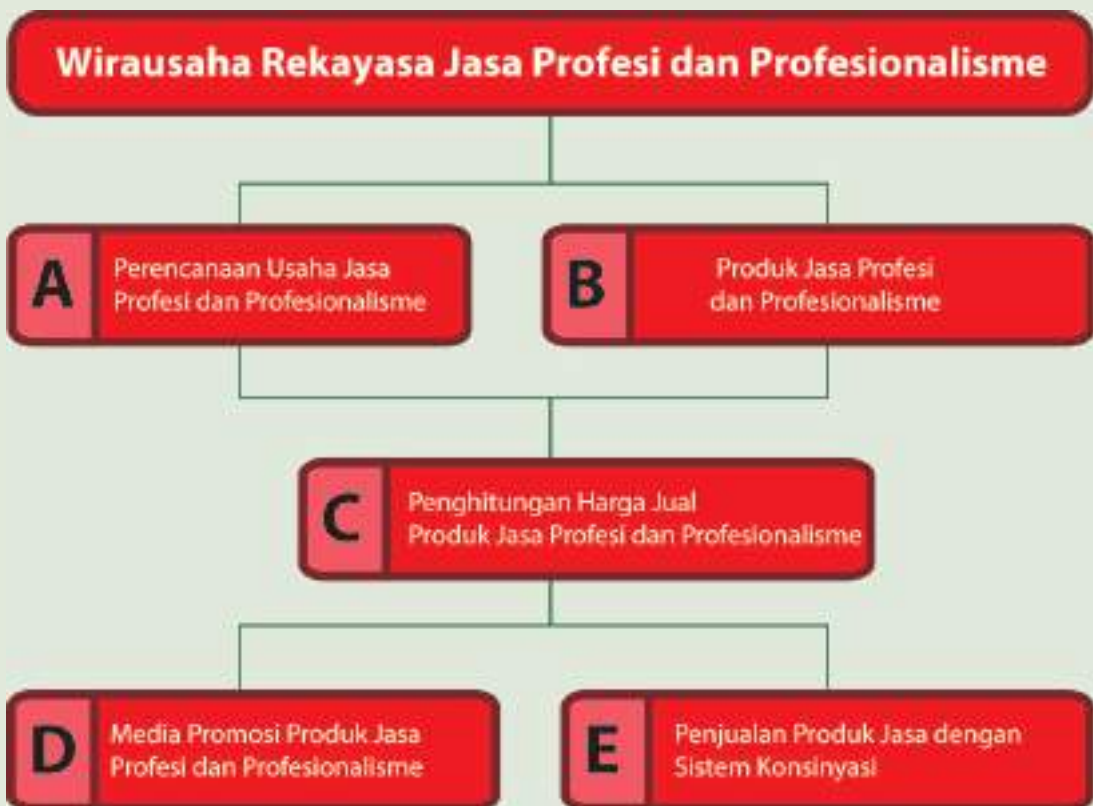 Wirausaha Rekayasa Jasa Profesi dan Profesionalisme
A
Perencanaan Usaha Jasa
Profesi dan Profesionalisme
B
Produk Jasa Profesi
dan Profesionalisme
C
Penghitungan Harga Jual
Produk Jasa Profesi dan Profesionalisme
D
Media Promosi Produk Jasa
Profesi dan Profesionalisme
E
Penjualan Produk Jasa dengan
Sistem Konsinyasi